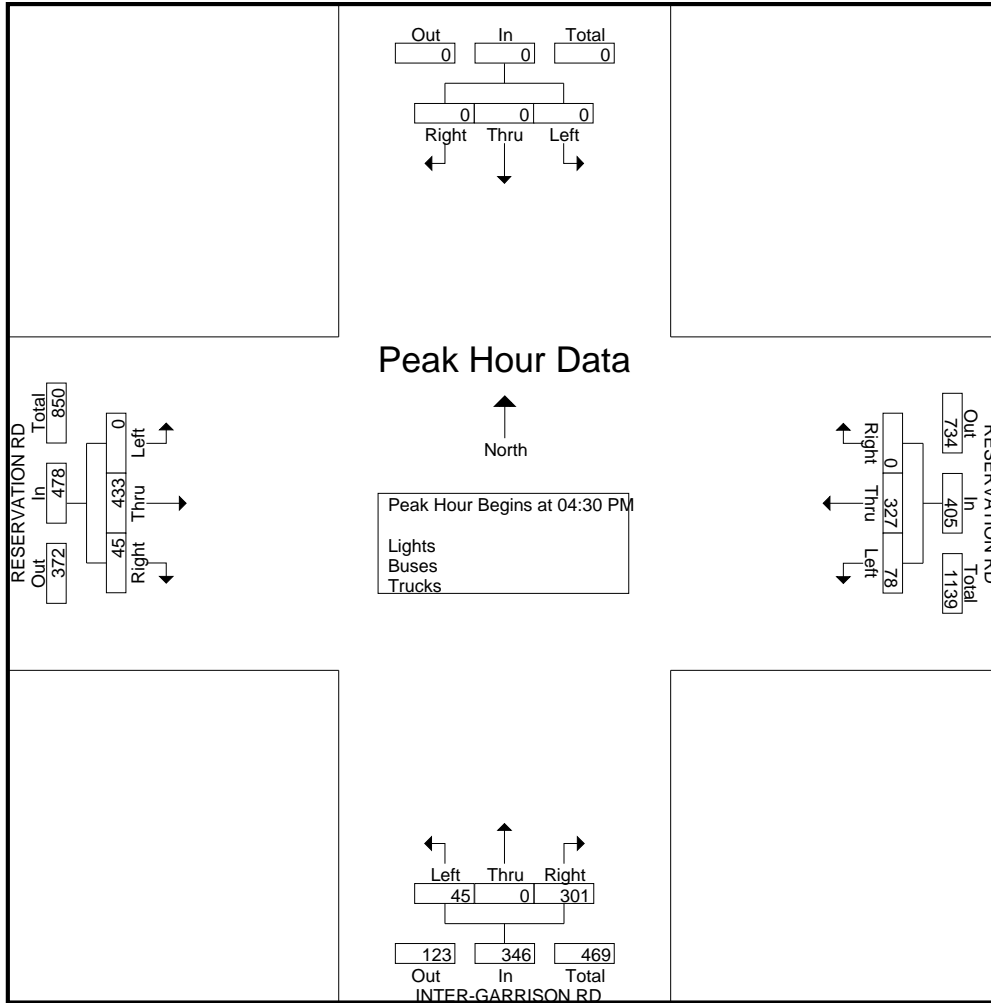 Out In Total
0 0 0
0 0 0
Right Thru Left
Peak Hour Data
North
Peak Hour Begins at 04:30 PM
Lights
Buses
Trucks
RESERVATION RD
Total In Out
850 478 372
0 433 45
Left Thru Right
RESERVATION RD
Out In Total
734 405 1139
0 327 78
Right Thru Left
Left Thru Right
45 0 301
123 346 469
Out In Total
INTER-GARRISON RD